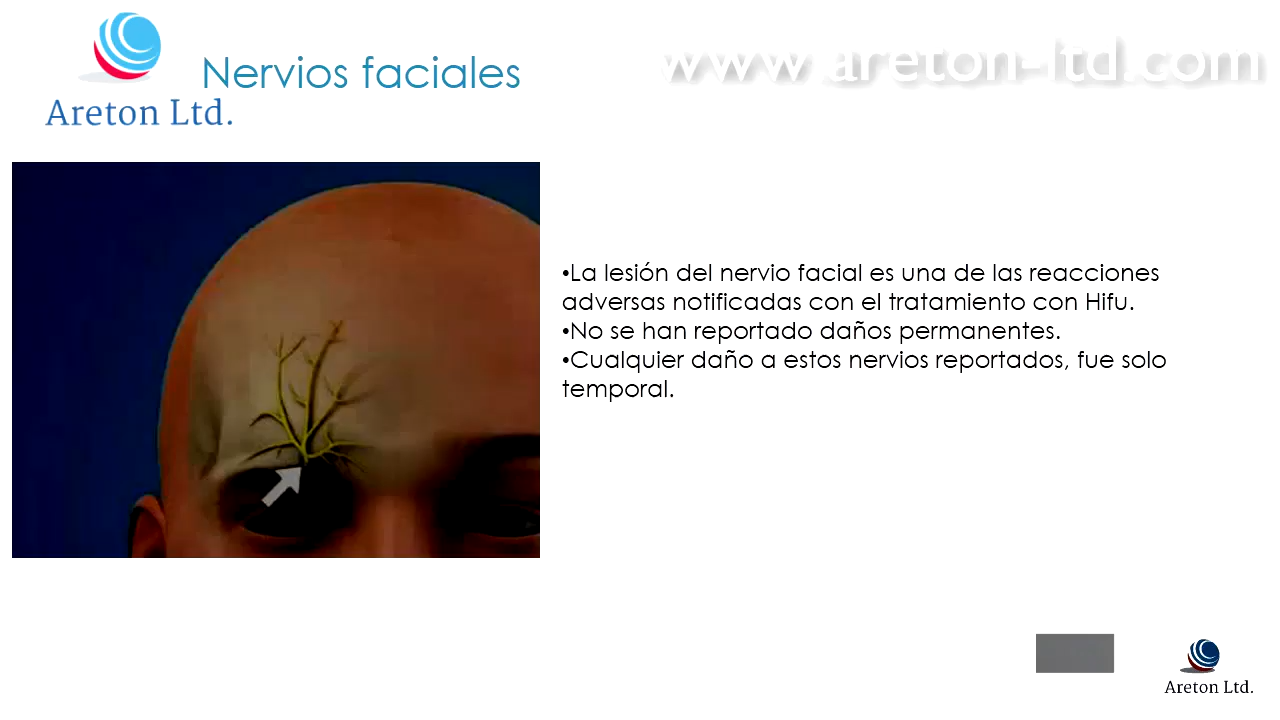 www.areton-ltd.com
Nervios faciales
Areton Ltd.
•La lesión del nervio facial es una de las reacciones
adversas notificadas con el tratamiento con Hifu.
•No se han reportado daños permanentes.
•Cualquier daño a estos nervios reportados, fue solo
temporal.
Areton Ltd.